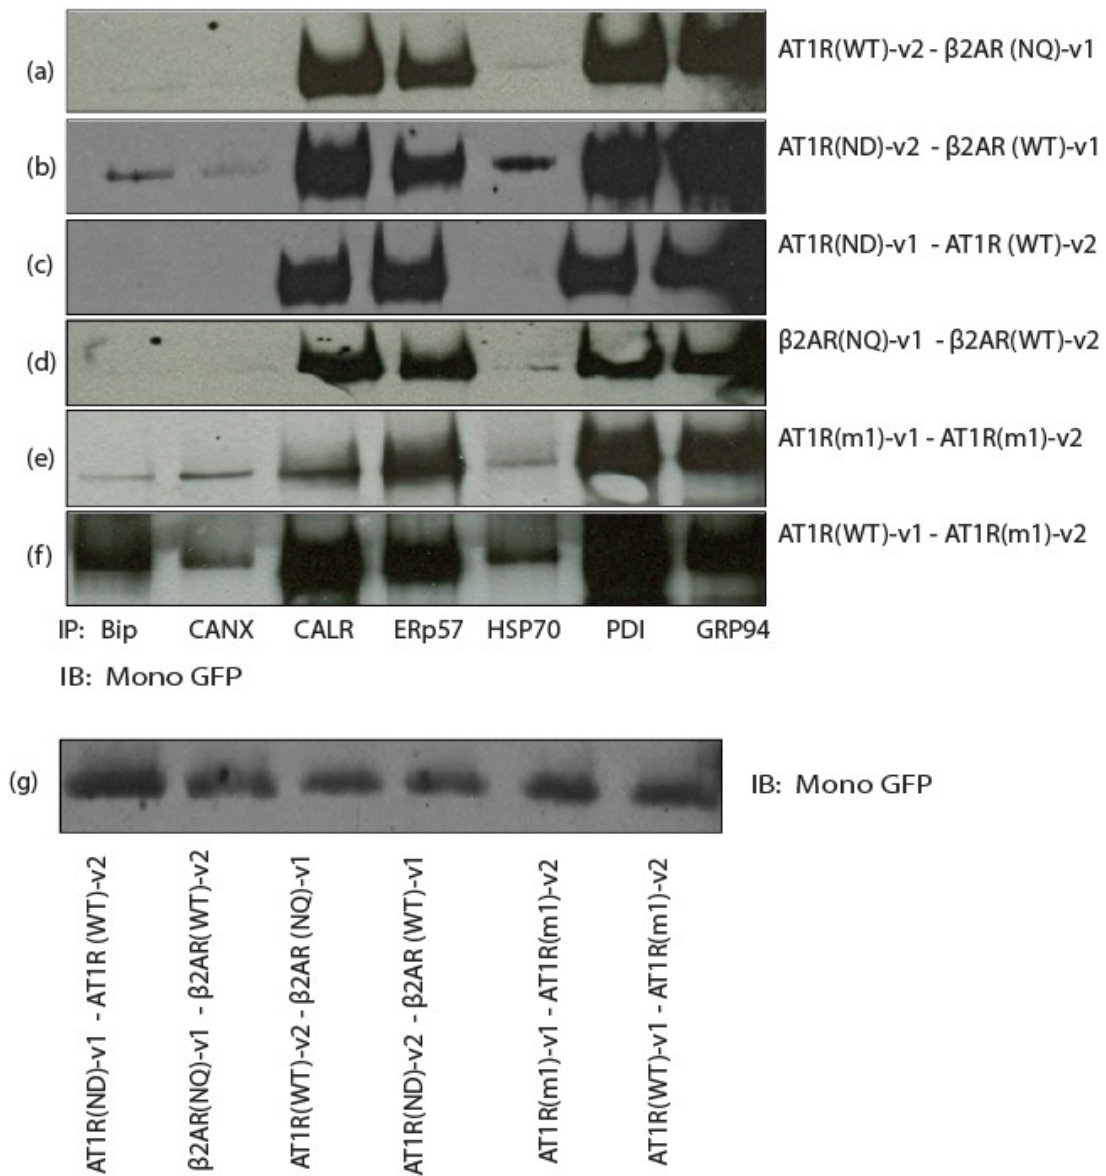 (a) AT1R(WT)-v2 - β2AR (NQ)-v1
(b) AT1R(ND)-v2 - β2AR (WT)-v1
(c) AT1R(ND)-v1 - AT1R (WT)-v2
(d) β2AR(NQ)-v1 - β2AR(WT)-v2
(e) AT1R(m1)-v1 - AT1R(m1)-v2
(f) AT1R(WT)-v1 - AT1R(m1)-v2
IP: Bip CANX CALR ERp57 HSP70 PDI GRP94
IB: Mono GFP
(g) IB: Mono GFP
AT1R(ND)-v1 - AT1R (WT)-v2
β2AR(NQ)-v1 - β2AR(WT)-v2
AT1R(WT)-v2 - β2AR (NQ)-v1
AT1R(ND)-v2 - β2AR (WT)-v1
AT1R(m1)-v1 - AT1R(m1)-v2
AT1R(WT)-v1 - AT1R(m1)-v2